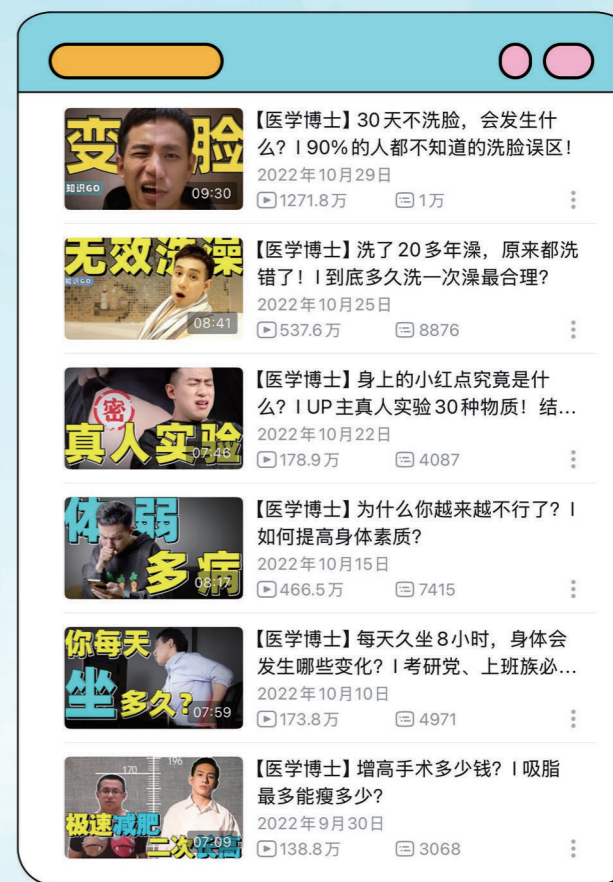 变脸
知识GO
09:30
【医学博士】30天不洗脸，会发生什
么？I 90%的人都不知道的洗脸误区！
2022年10月29日
1271.8万
1万
无效洗澡
知识GO
08:41
【医学博士】洗了20多年澡，原来都洗
错了！I 到底多久洗一次澡最合理？
2022年10月25日
537.6万
8876
密
真人实验
07:46
【医学博士】身上的小红点究竟是什
么？I UP主真人实验30种物质！结...
2022年10月22日
178.9万
4087
体弱
多病
08:17
【医学博士】为什么你越来越不行了？I
如何提高身体素质？
2022年10月15日
466.5万
7415
你每天
坐多久?
07:59
【医学博士】每天久坐8小时，身体会
发生哪些变化？I 考研党、上班族必...
2022年10月10日
173.8万
4971
170
196
极速减肥
二次长高
07:09
【医学博士】增高手术多少钱？I 吸脂
最多能瘦多少？
2022年9月30日
138.8万
3068